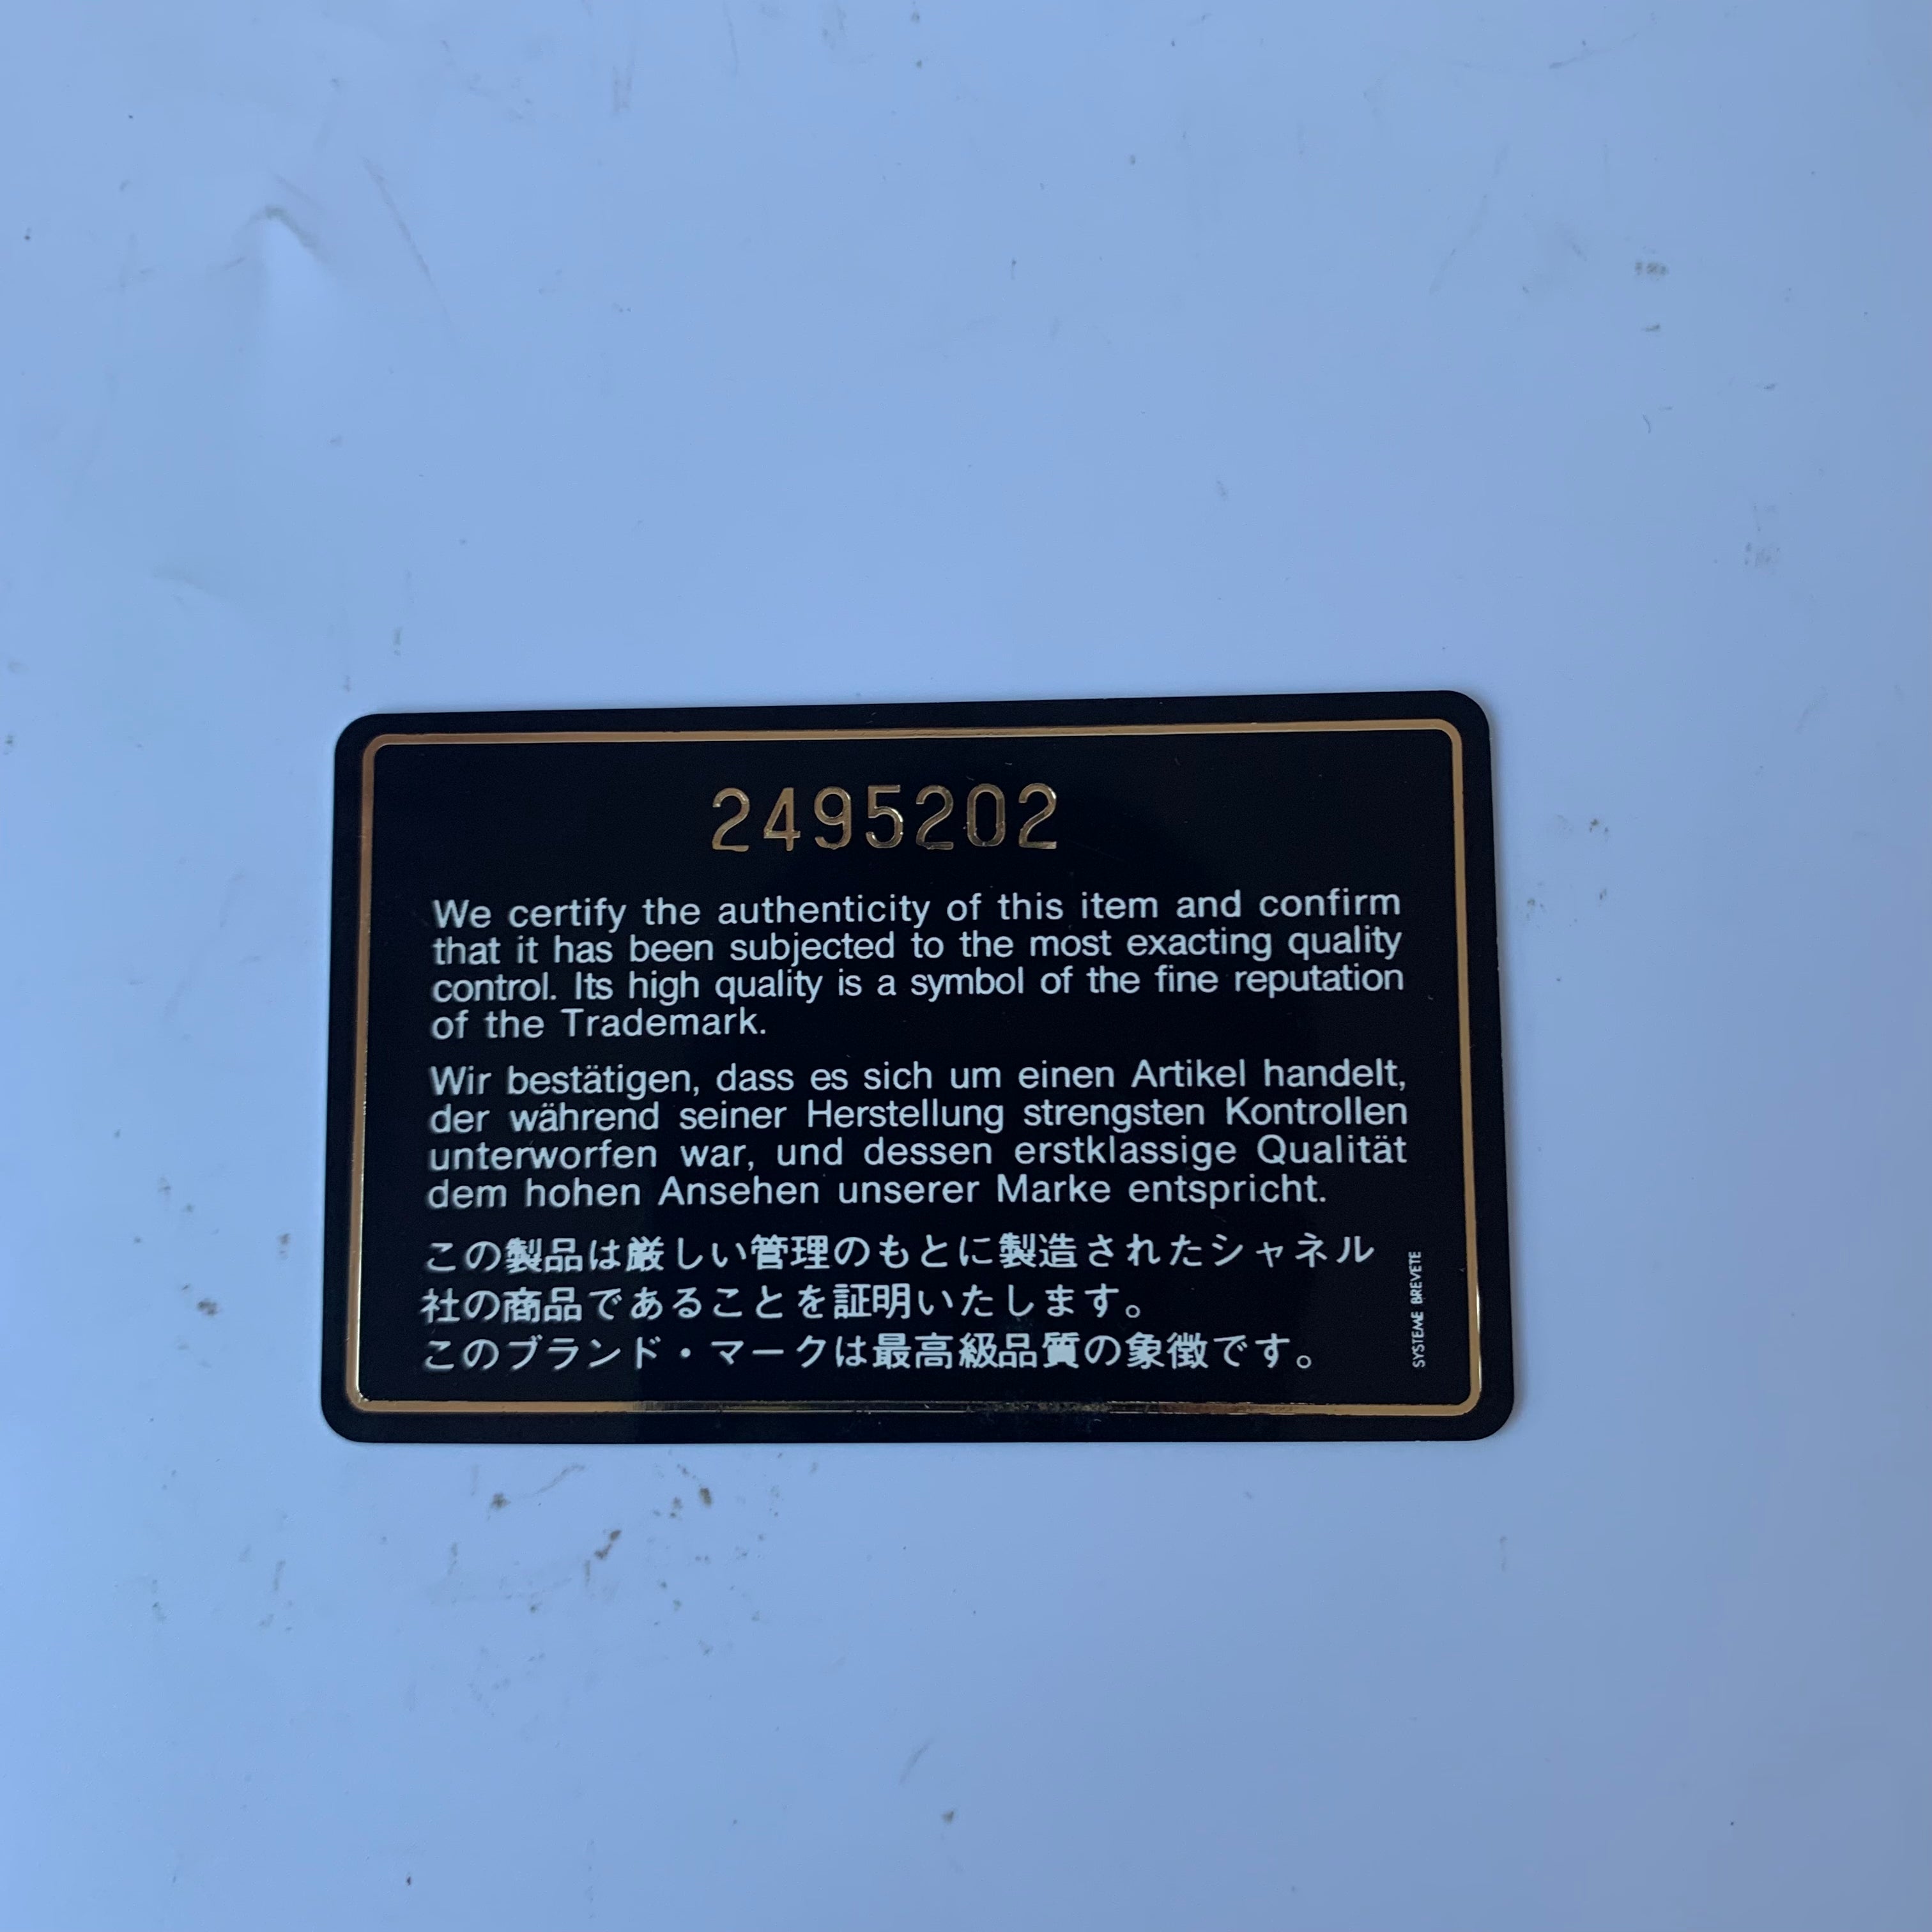 2495202
We certify the authenticity of this item and confirm
that it has been subjected to the most exacting quality
control. Its high quality is a symbol of the fine reputation
of the Trademark.
Wir bestätigen, dass es sich um einen Artikel handelt,
der während seiner Herstellung strengsten Kontrollen
unterworfen war, und dessen erstklassige Qualität
dem hohen Ansehen unserer Marke entspricht.
この製品は厳しい管理のもとに製造されたシャネル
社の商品であることを証明いたします。
このブランド・マークは最高級品質の象徴です。
SYSTEME BREVETE